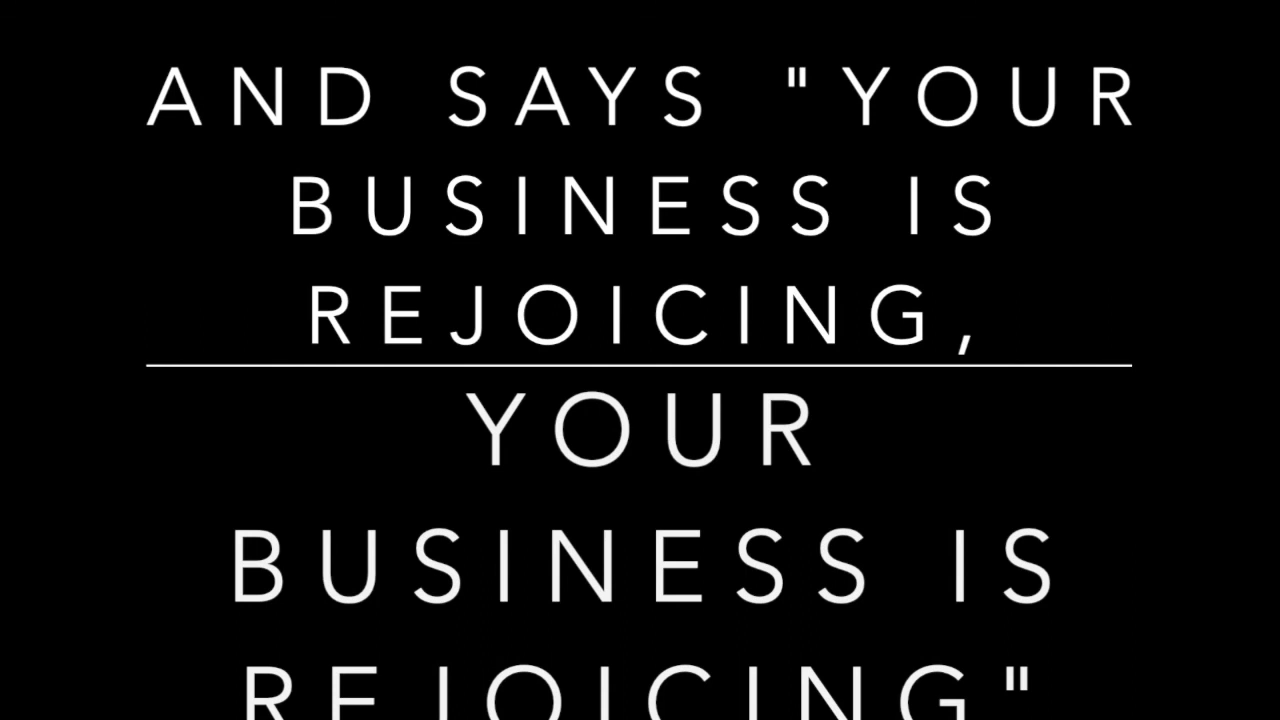 AND SAYS "YOUR
BUSINESS IS
REJOICING,
YOUR
BUSINESS IS
REJOICING"